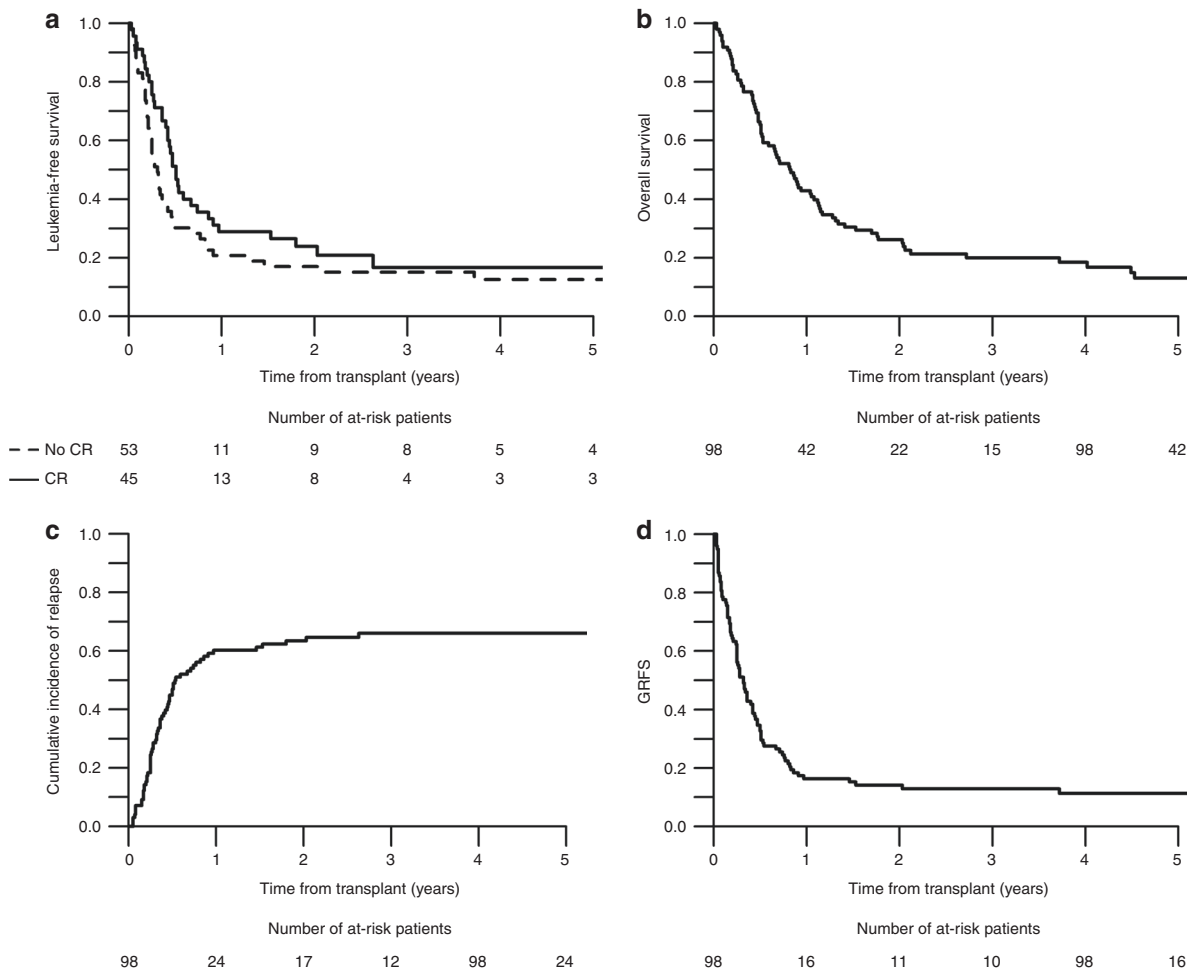 a
1.0
0.8
0.6
0.4
0.2
0.0
Leukemia-free survival
0 1 2 3 4 5
Time from transplant (years)
Number of at-risk patients
No CR 53 11 9 8 5 4
CR 45 13 8 4 3 3
b
1.0
0.8
0.6
0.4
0.2
0.0
Overall survival
0 1 2 3 4 5
Time from transplant (years)
Number of at-risk patients
98 42 22 15 98 42
c
1.0
0.8
0.6
0.4
0.2
0.0
Cumulative incidence of relapse
0 1 2 3 4 5
Time from transplant (years)
Number of at-risk patients
98 24 17 12 98 24
d
1.0
0.8
0.6
0.4
0.2
0.0
GRFS
0 1 2 3 4 5
Time from transplant (years)
Number of at-risk patients
98 16 11 10 98 16